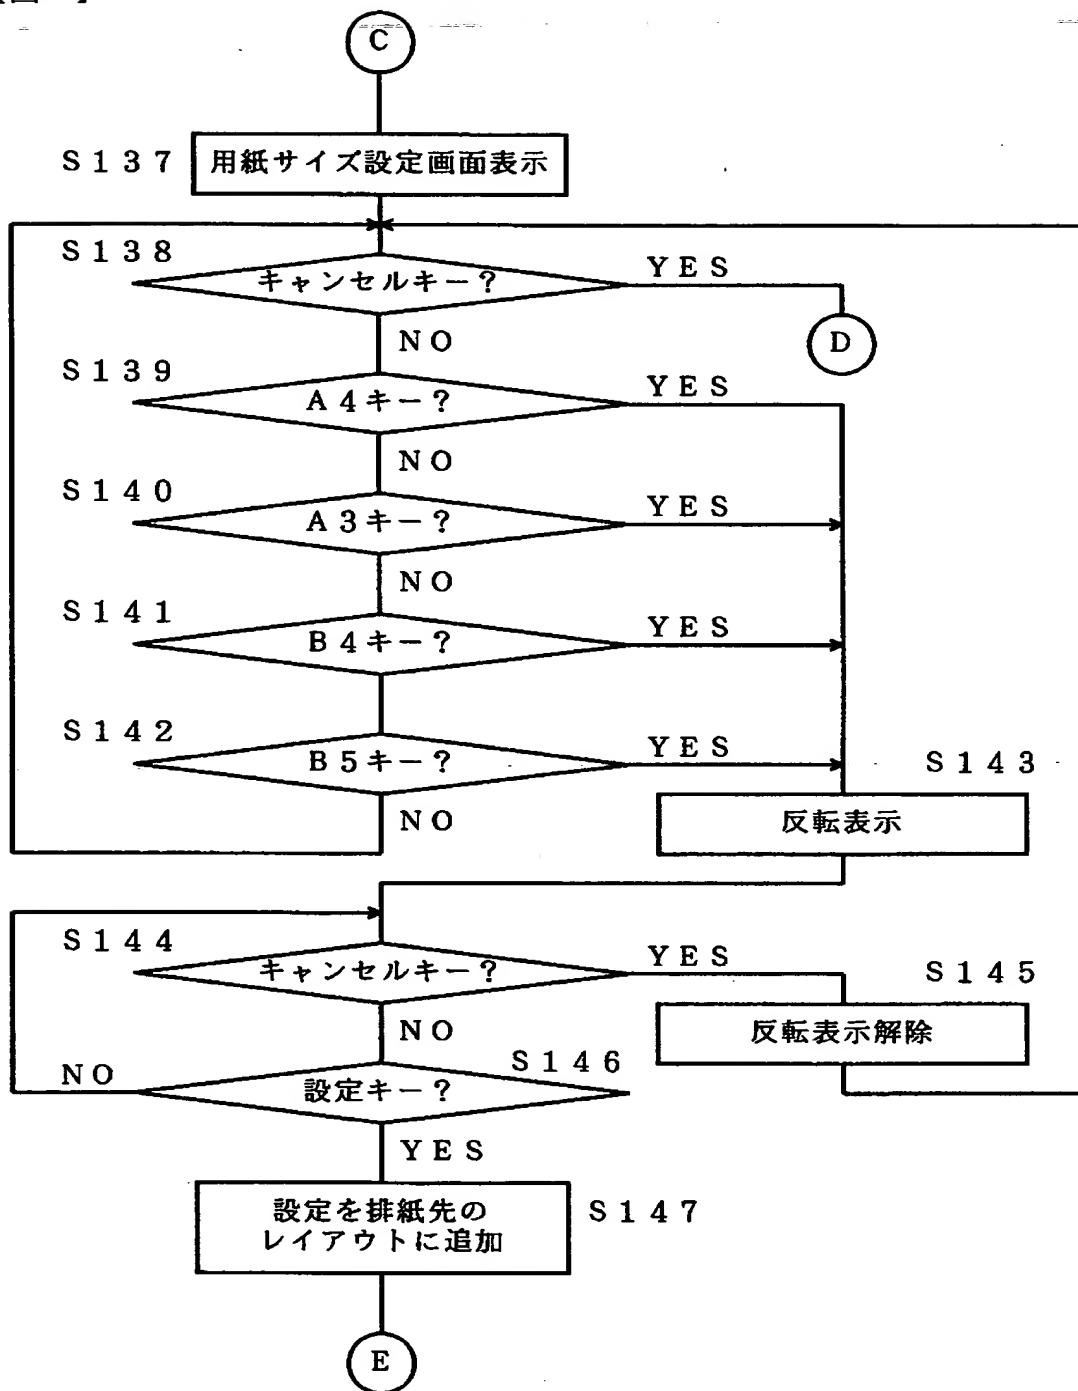 C
S137 用紙サイズ設定画面表示
S138 キャンセルキー? YES
D
NO
S139 A4キー? YES
NO
S140 A3キー? YES
NO
S141 B4キー? YES
S142 B5キー? YES
S143
NO
反転表示
S144 キャンセルキー? YES
S145
NO
反転表示解除
NO 設定キー? S146
YES
設定を排紙先の
レイアウトに追加
S147
E